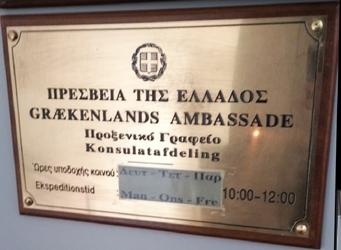 ΠΡΕΣΒΕΙΑ ΤΗΣ ΕΛΛΑΔΟΣ
GRÆKENLANDS AMBASSADE
Προξενικό Γραφείο
Konsulatafdeling
Ώρες υποδοχής κοινού: Δευτ - Τετ - Παρ
Ekspeditionstid Man - Ons - Fre 10:00-12:00